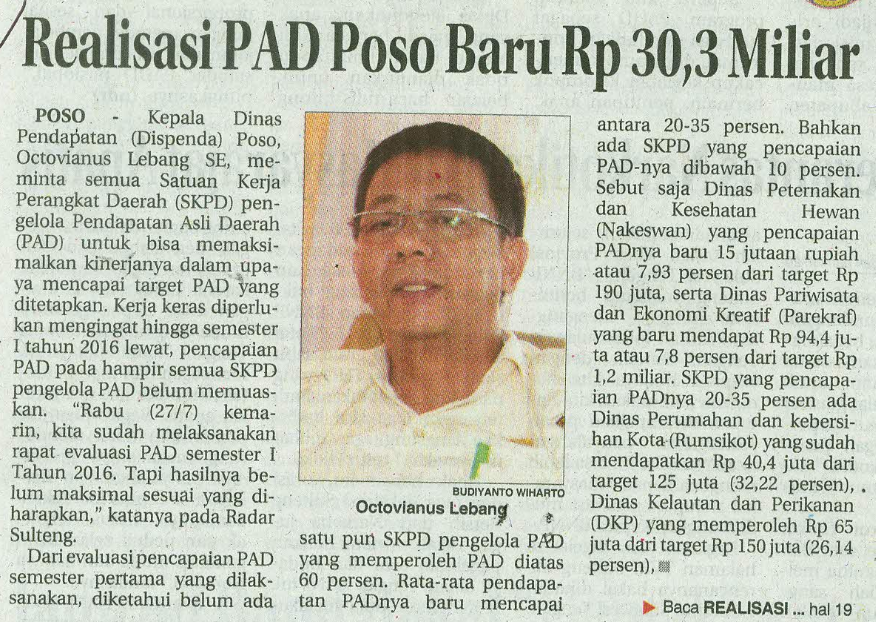 Realisasi PAD Poso Baru Rp 30,3 Miliar
POSO - Kepala Dinas
Pendapatan (Dispenda) Poso,
Octovianus Lebang SE, me-
minta semua Satuan Kerja
Perangkat Daerah (SKPD) pen-
gelola Pendapatan Asli Daerah
(PAD) untuk bisa memaksi-
malkan kinerjanya dalam upa-
ya mencapai target PAD yang
ditetapkan. Kerja keras diperlu-
kan mengingat hingga semester
I tahun 2016 lewat, pencapaian
PAD pada hampir semua SKPD
pengelola PAD belum memuas-
kan. “Rabu (27/7) kema-
rin, kita sudah melaksanakan
rapat evaluasi PAD semester I
Tahun 2016. Tapi hasilnya be-
lum maksimal sesuai yang di-
harapkan,” katanya pada Radar
Sulteng.
Dari evaluasi pencapaian PAD
semester pertama yang dilak-
sanakan, diketahui belum ada
BUDIYANTO WIHARTO
Octovianus Lebang
satu pun SKPD pengelola PAD
yang memperoleh PAD diatas
60 persen. Rata-rata pendapa-
tan PADnya baru mencapai
antara 20-35 persen. Bahkan
ada SKPD yang pencapaian
PAD-nya dibawah 10 persen.
Sebut saja Dinas Peternakan
dan Kesehatan Hewan
(Nakeswan) yang pencapaian
PADnya baru 15 jutaan rupiah
atau 7,93 persen dari target Rp
190 juta, serta Dinas Pariwisata
dan Ekonomi Kreatif (Parekraf)
yang baru mendapat Rp 94,4 ju-
ta atau 7,8 persen dari target Rp
1,2 miliar. SKPD yang pencapa-
ian PADnya 20-35 persen ada
Dinas Perumahan dan kebersi-
han Kota (Rumsikot) yang sudah
mendapatkan Rp 40,4 juta dari
target 125 juta (32,22 persen),
Dinas Kelautan dan Perikanan
(DKP) yang memperoleh Rp 65
juta dari target Rp 150 juta (26,14
persen),
Baca REALISASI ... hal 19